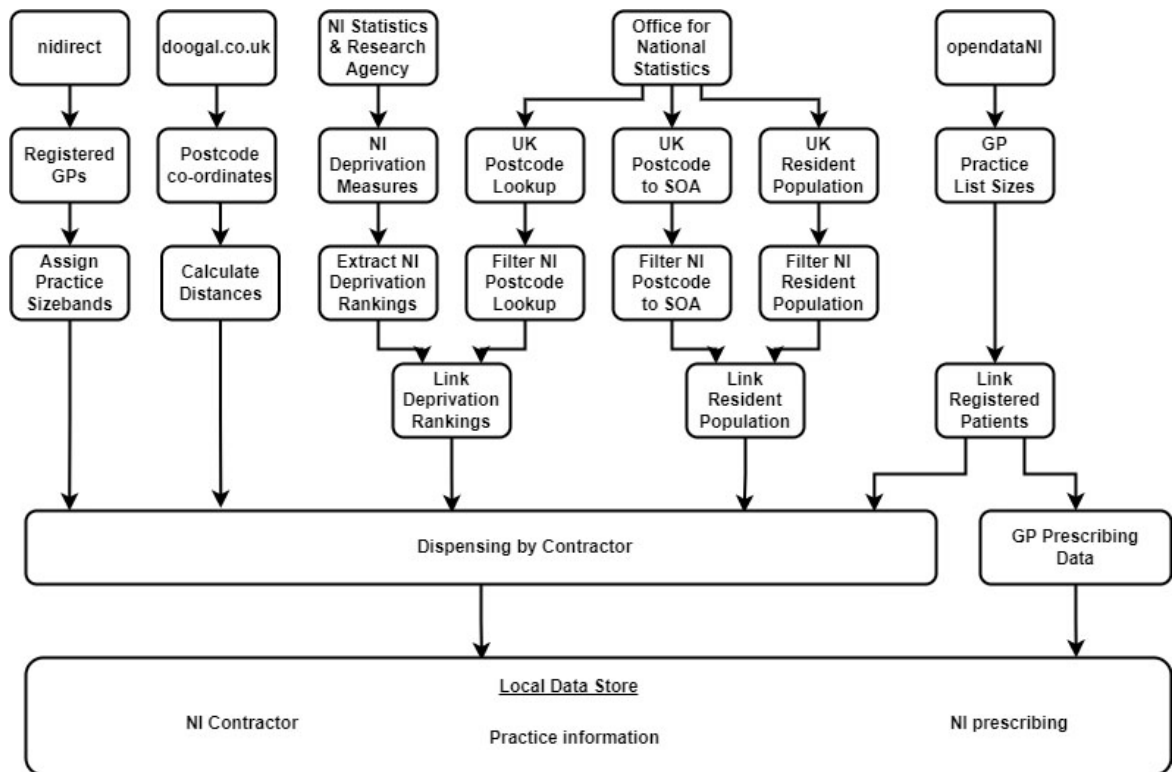 nidirect
doogal.co.uk
NI Statistics
& Research
Agency
Office for
National
Statistics
opendataNI
Registered
GPs
Postcode
co-ordinates
NI
Deprivation
Measures
UK
Postcode
Lookup
UK
Postcode
to SOA
UK
Resident
Population
GP
Practice
List Sizes
Assign
Practice
Sizebands
Calculate
Distances
Extract NI
Deprivation
Rankings
Filter NI
Postcode
Lookup
Filter NI
Postcode
to SOA
Filter NI
Resident
Population
Link
Deprivation
Rankings
Link
Resident
Population
Link
Registered
Patients
Dispensing by Contractor
GP Prescribing
Data
Local Data Store
NI Contractor
Practice information
NI prescribing